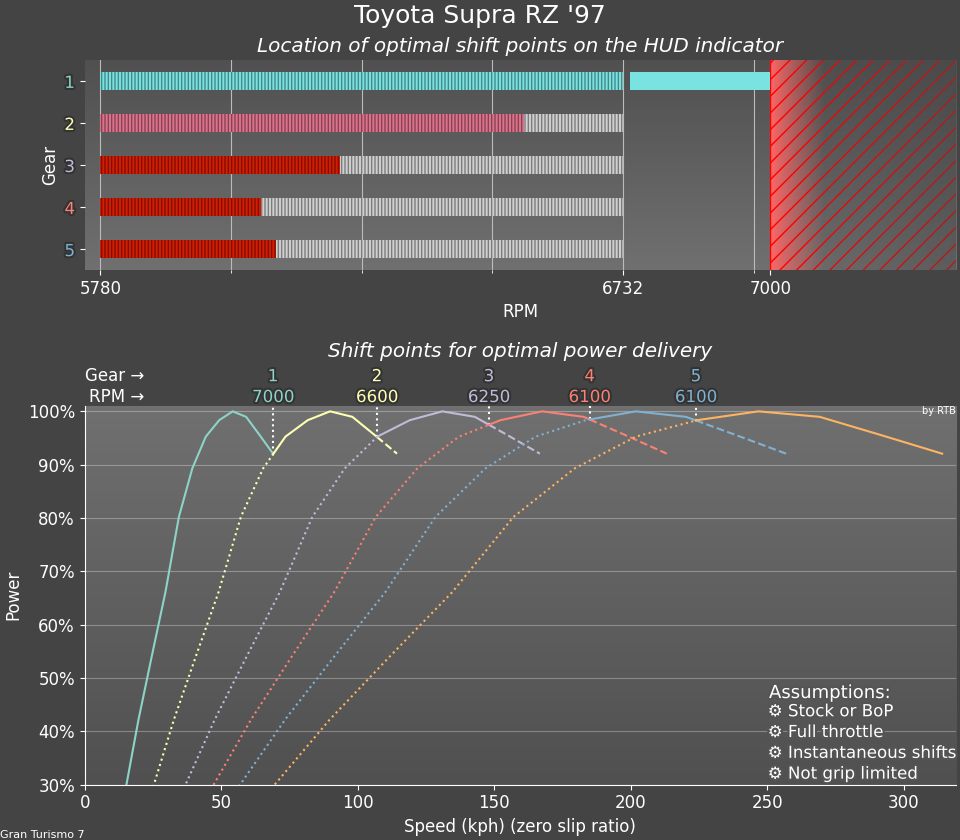 Toyota Supra RZ '97
Location of optimal shift points on the HUD indicator
Gear
1
2
3
4
5
5780 6732 7000
RPM
Shift points for optimal power delivery
Gear → 1 2 3 4 5
RPM → 7000 6600 6250 6100 6100
by RTB
Power
100%
90%
80%
70%
60%
50%
40%
30%
Assumptions:
⚙ Stock or BoP
⚙ Full throttle
⚙ Instantaneous shifts
⚙ Not grip limited
0 50 100 150 200 250 300
Speed (kph) (zero slip ratio)
Gran Turismo 7